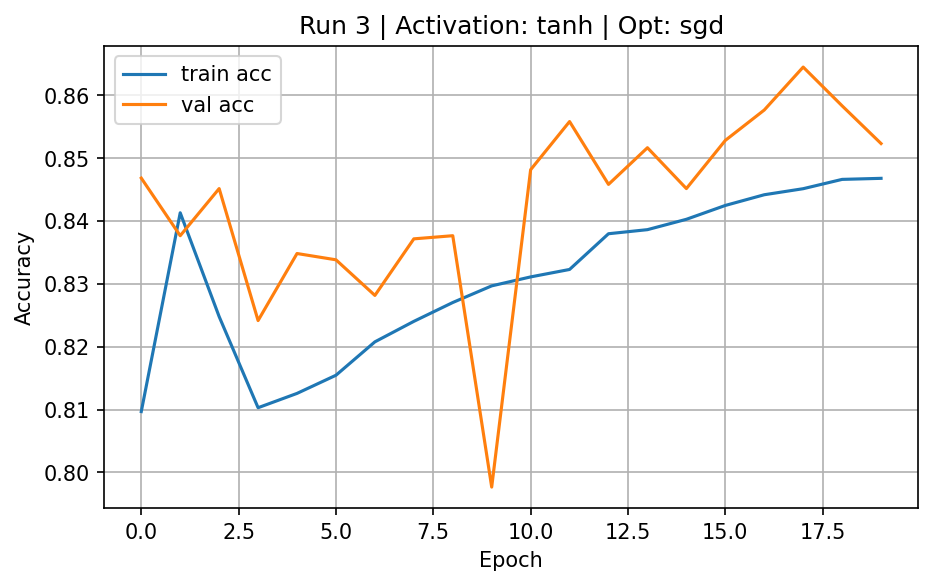 Run 3 | Activation: tanh | Opt: sgd
train acc
val acc
Accuracy
0.86
0.85
0.84
0.83
0.82
0.81
0.80
0.0 2.5 5.0 7.5 10.0 12.5 15.0 17.5
Epoch